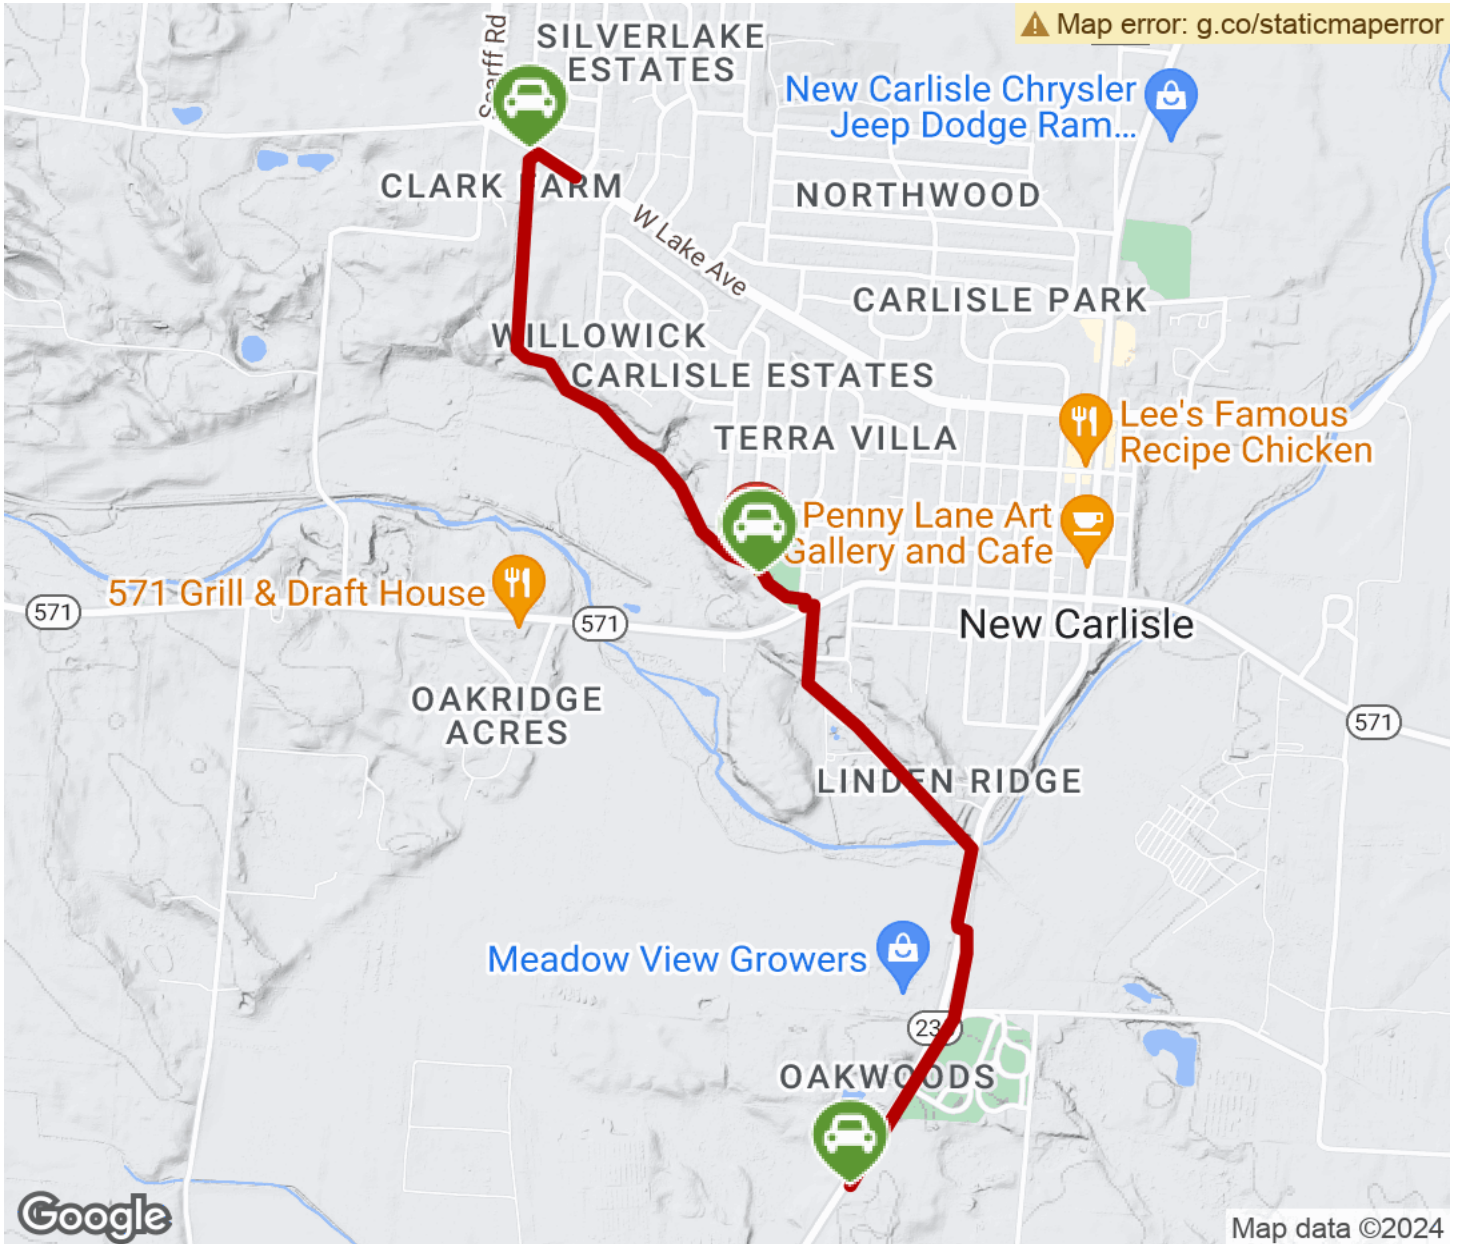 Map error: g.co/staticmaperror
Scarff Rd
SILVERLAKE
ESTATES
New Carlisle Chrysler
Jeep Dodge Ram...
CLARK FARM
NORTHWOOD
W Lake Ave
CARLISLE PARK
WILLOWICK
CARLISLE ESTATES
Lee's Famous
Recipe Chicken
TERRA VILLA
Penny Lane Art
Gallery and Cafe
571 Grill & Draft House
571
571
New Carlisle
OAKRIDGE
ACRES
571
LINDEN RIDGE
Meadow View Growers
OAKWOODS
Google
Map data ©2024